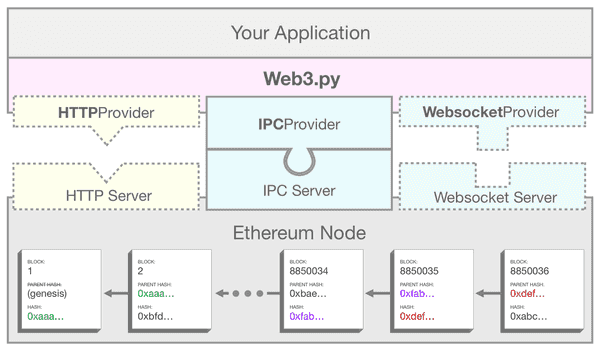 Your Application
Web3.py
HTTPProvider
IPCProvider
WebsocketProvider
HTTP Server
IPC Server
Websocket Server
Ethereum Node
BLOCK:
1
PARENT HASH:
(genesis)
HASH:
0xaaa...
BLOCK:
2
PARENT HASH:
0xaaa...
HASH:
0xbfd...
BLOCK:
8850034
PARENT HASH:
0xbae...
HASH:
0xfab...
BLOCK:
8850035
PARENT HASH:
0xfab...
HASH:
0xdef...
BLOCK:
8850036
PARENT HASH:
0xdef...
HASH:
0xabc...